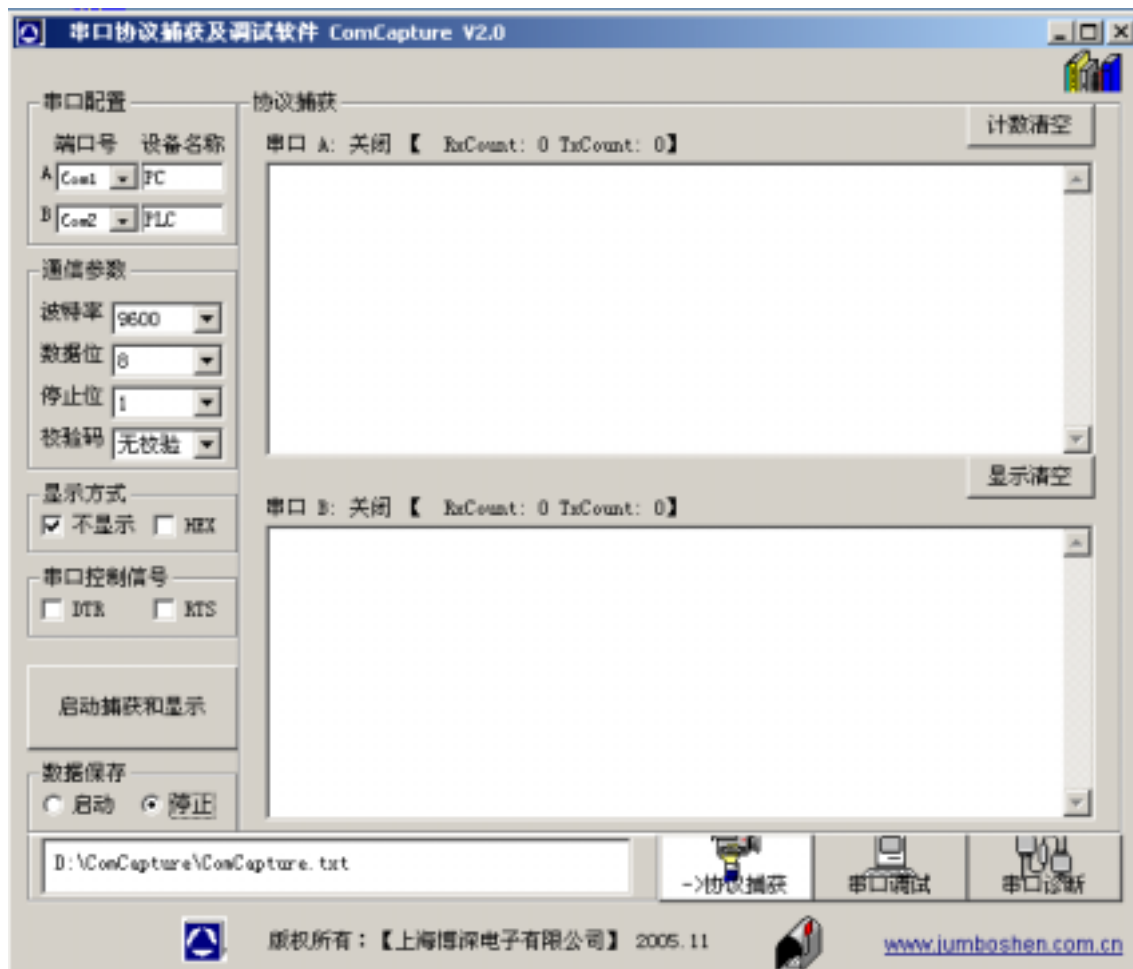 串口协议捕获及调试软件 ComCapture V2.0
串口配置
端口号 设备名称
A Com1 PC
B Com2 PLC
通信参数
波特率 9600
数据位 8
停止位 1
校验码 无校验
显示方式
不显示 HEX
串口控制信号
DTR RTS
启动捕获和显示
数据保存
启动 停止
协议捕获
计数清空
串口 A: 关闭 【 RxCount: 0 TxCount: 0】
显示清空
串口 B: 关闭 【 RxCount: 0 TxCount: 0】
D:\ComCapture\ComCapture.txt
->协议捕获
串口调试
串口诊断
版权所有：【上海博深电子有限公司】 2005.11
www.jumboshen.com.cn